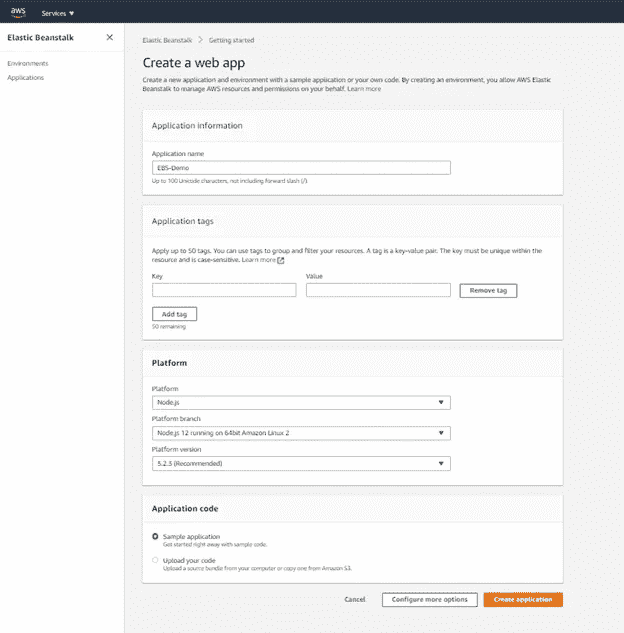 aws Services
Elastic Beanstalk
Environments
Applications
Elastic Beanstalk > Getting started
Create a web app
Create a new application and environment with a sample application or your own code. By creating an environment, you allow AWS Elastic
Beanstalk to manage AWS resources and permissions on your behalf. Learn more
Application information
Application name
EBS-Demo
Up to 100 Unicode characters, not including forward slash (/).
Application tags
Apply up to 50 tags. You can use tags to group and filter your resources. A tag is a key-value pair. The key must be unique within the
resource and is case-sensitive. Learn more
Key Value
Remove tag
Add tag
50 remaining
Platform
Platform
Node.js
Platform branch
Node.js 12 running on 64bit Amazon Linux 2
Platform version
5.2.3 (Recommended)
Application code
Sample application
Get started right away with sample code.
Upload your code
Upload a source bundle from your computer or copy one from Amazon S3.
Cancel Configure more options Create application